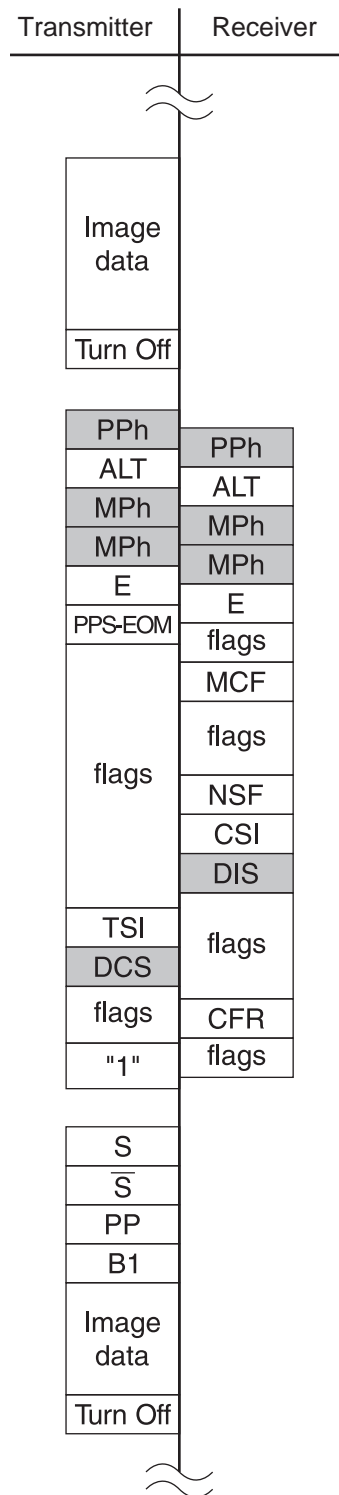 Transmitter Receiver
Image
data
Turn Off
PPh
PPh
ALT
ALT
MPh
MPh
MPh
MPh
E
E
PPS-EOM
flags
MCF
flags
flags
NSF
CSI
DIS
TSI
flags
DCS
flags
CFR
"1"
flags
S
S̅
PP
B1
Image
data
Turn Off